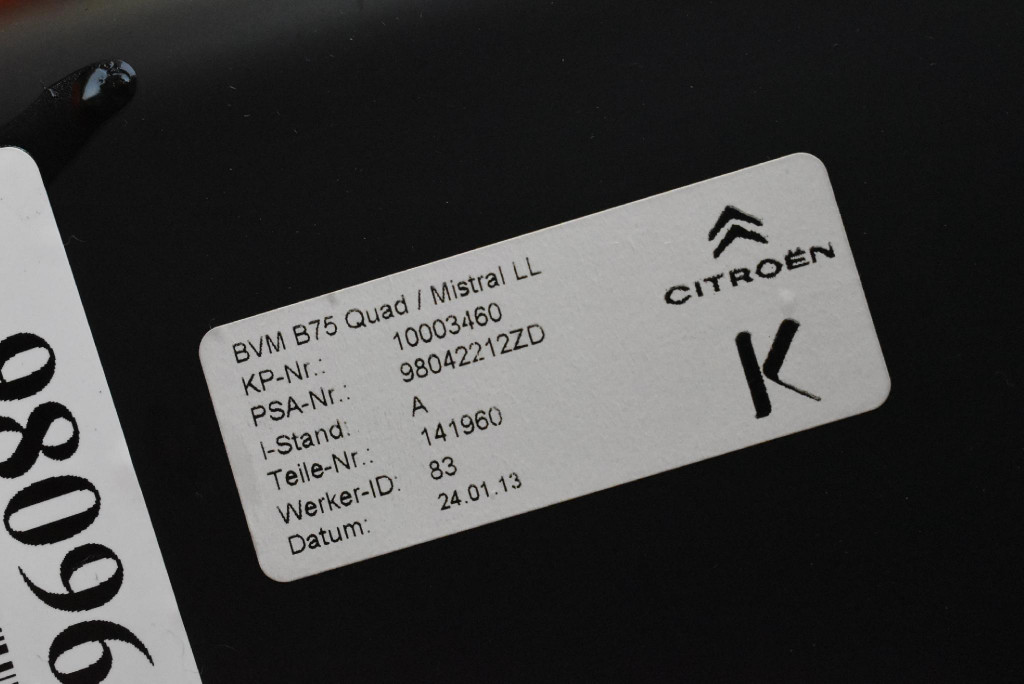 BVM B75 Quad / Mistral LL
KP-Nr.: 10003460
PSA-Nr.: 98042212ZD
I-Stand: A
Teile-Nr.: 141960
Werker-ID: 83
Datum: 24.01.13
CITROËN
K
98096